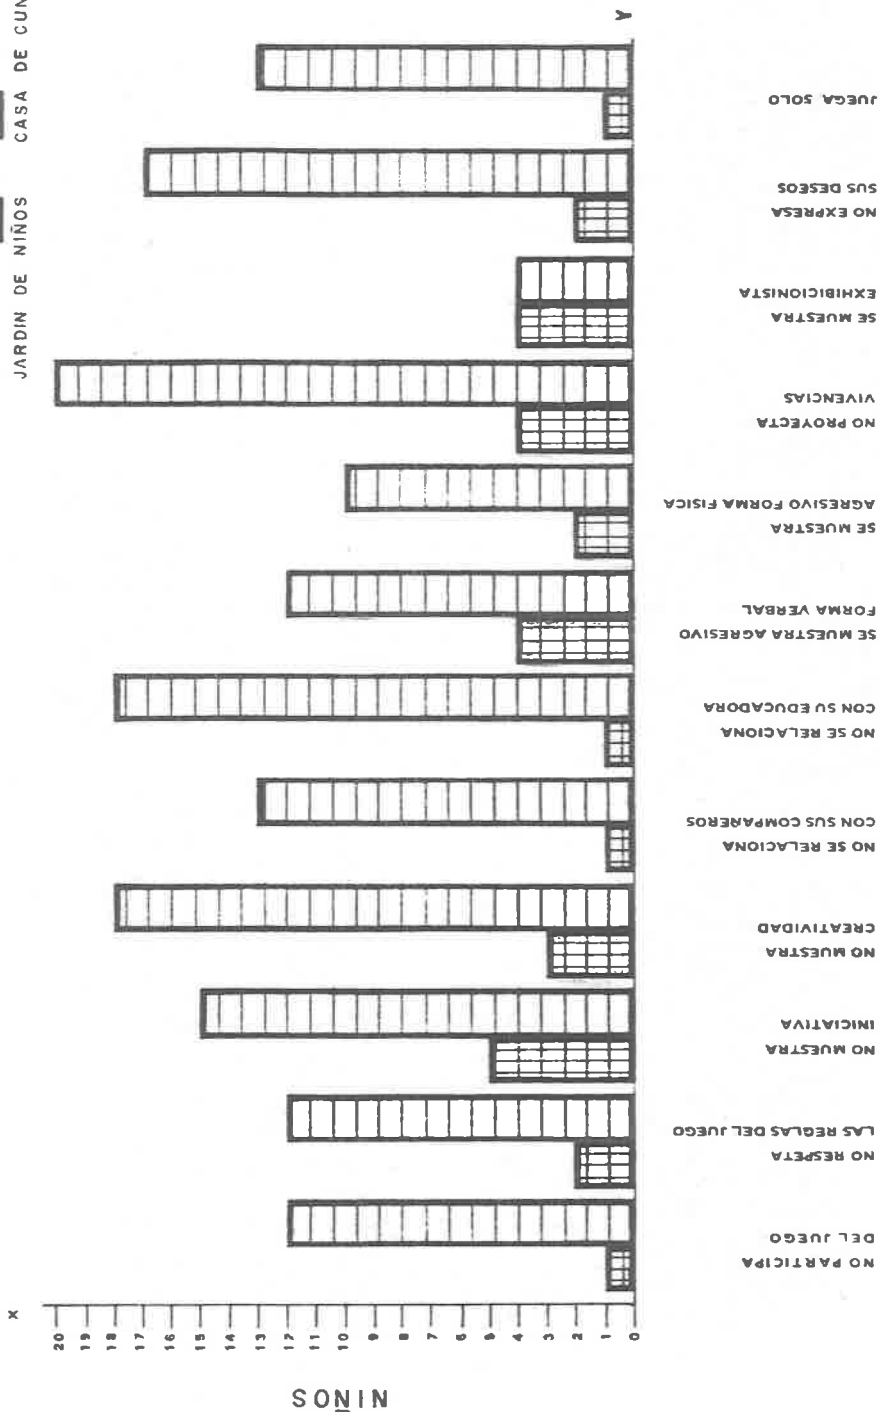 JARDIN DE NIÑOS
CASA DE CUN
X
20
19
18
17
16
15
14
13
12
11
10
9
8
7
6
5
4
3
2
1
0
NIÑOS
Y
NO PARTICIPA
DEL JUEGO
NO RESPETA
LAS REGLAS DEL JUEGO
NO MUESTRA
INICIATIVA
NO MUESTRA
CREATIVIDAD
NO SE RELACIONA
CON SUS COMPAÑEROS
NO SE RELACIONA
CON SU EDUCADORA
SE MUESTRA AGRESIVO
FORMA VERBAL
SE MUESTRA
AGRESIVO FORMA FISICA
NO PROYECTA
VIVENCIAS
SE MUESTRA
EXHIBICIONISTA
NO EXPRESA
SUS DESEOS
JUEGA SOLO